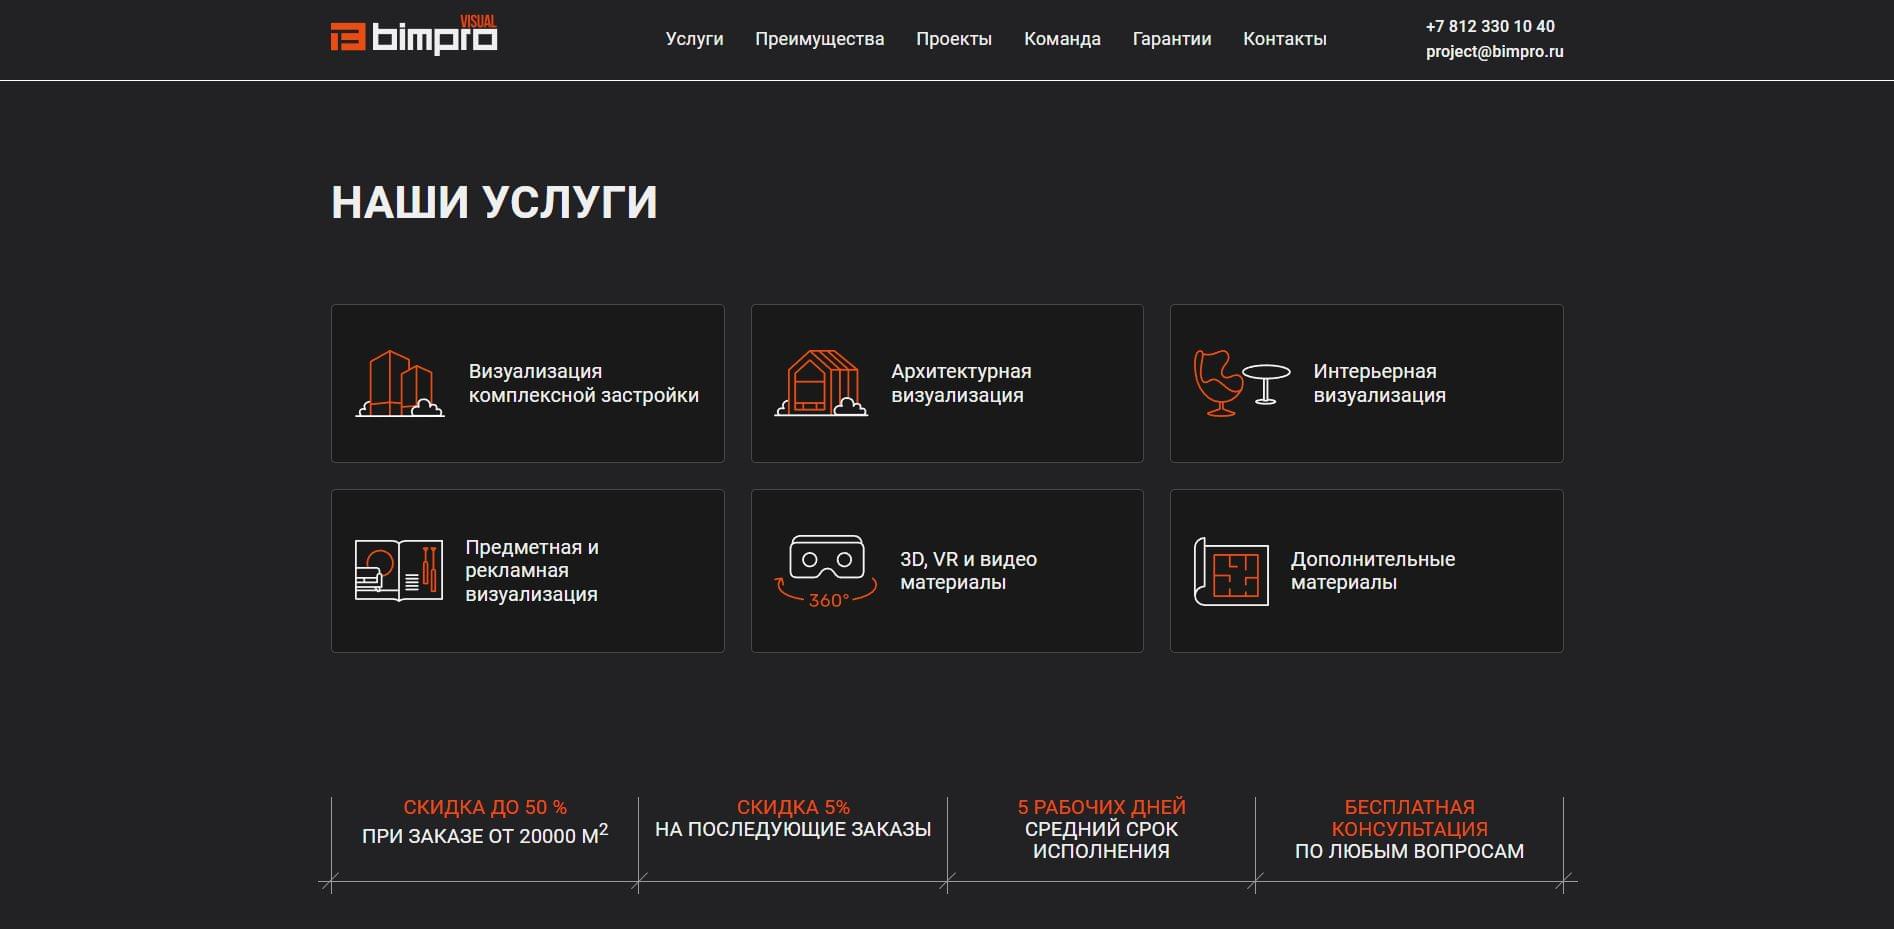 VISUAL
bimpro
Услуги Преимущества Проекты Команда Гарантии Контакты
+7 812 330 10 40
project@bimpro.ru
НАШИ УСЛУГИ
Визуализация
комплексной застройки
Архитектурная
визуализация
Интерьерная
визуализация
Предметная и
рекламная
визуализация
360°
3D, VR и видео
материалы
Дополнительные
материалы
СКИДКА ДО 50 %
ПРИ ЗАКАЗЕ ОТ 20000 М²
СКИДКА 5%
НА ПОСЛЕДУЮЩИЕ ЗАКАЗЫ
5 РАБОЧИХ ДНЕЙ
СРЕДНИЙ СРОК
ИСПОЛНЕНИЯ
БЕСПЛАТНАЯ
КОНСУЛЬТАЦИЯ
ПО ЛЮБЫМ ВОПРОСАМ